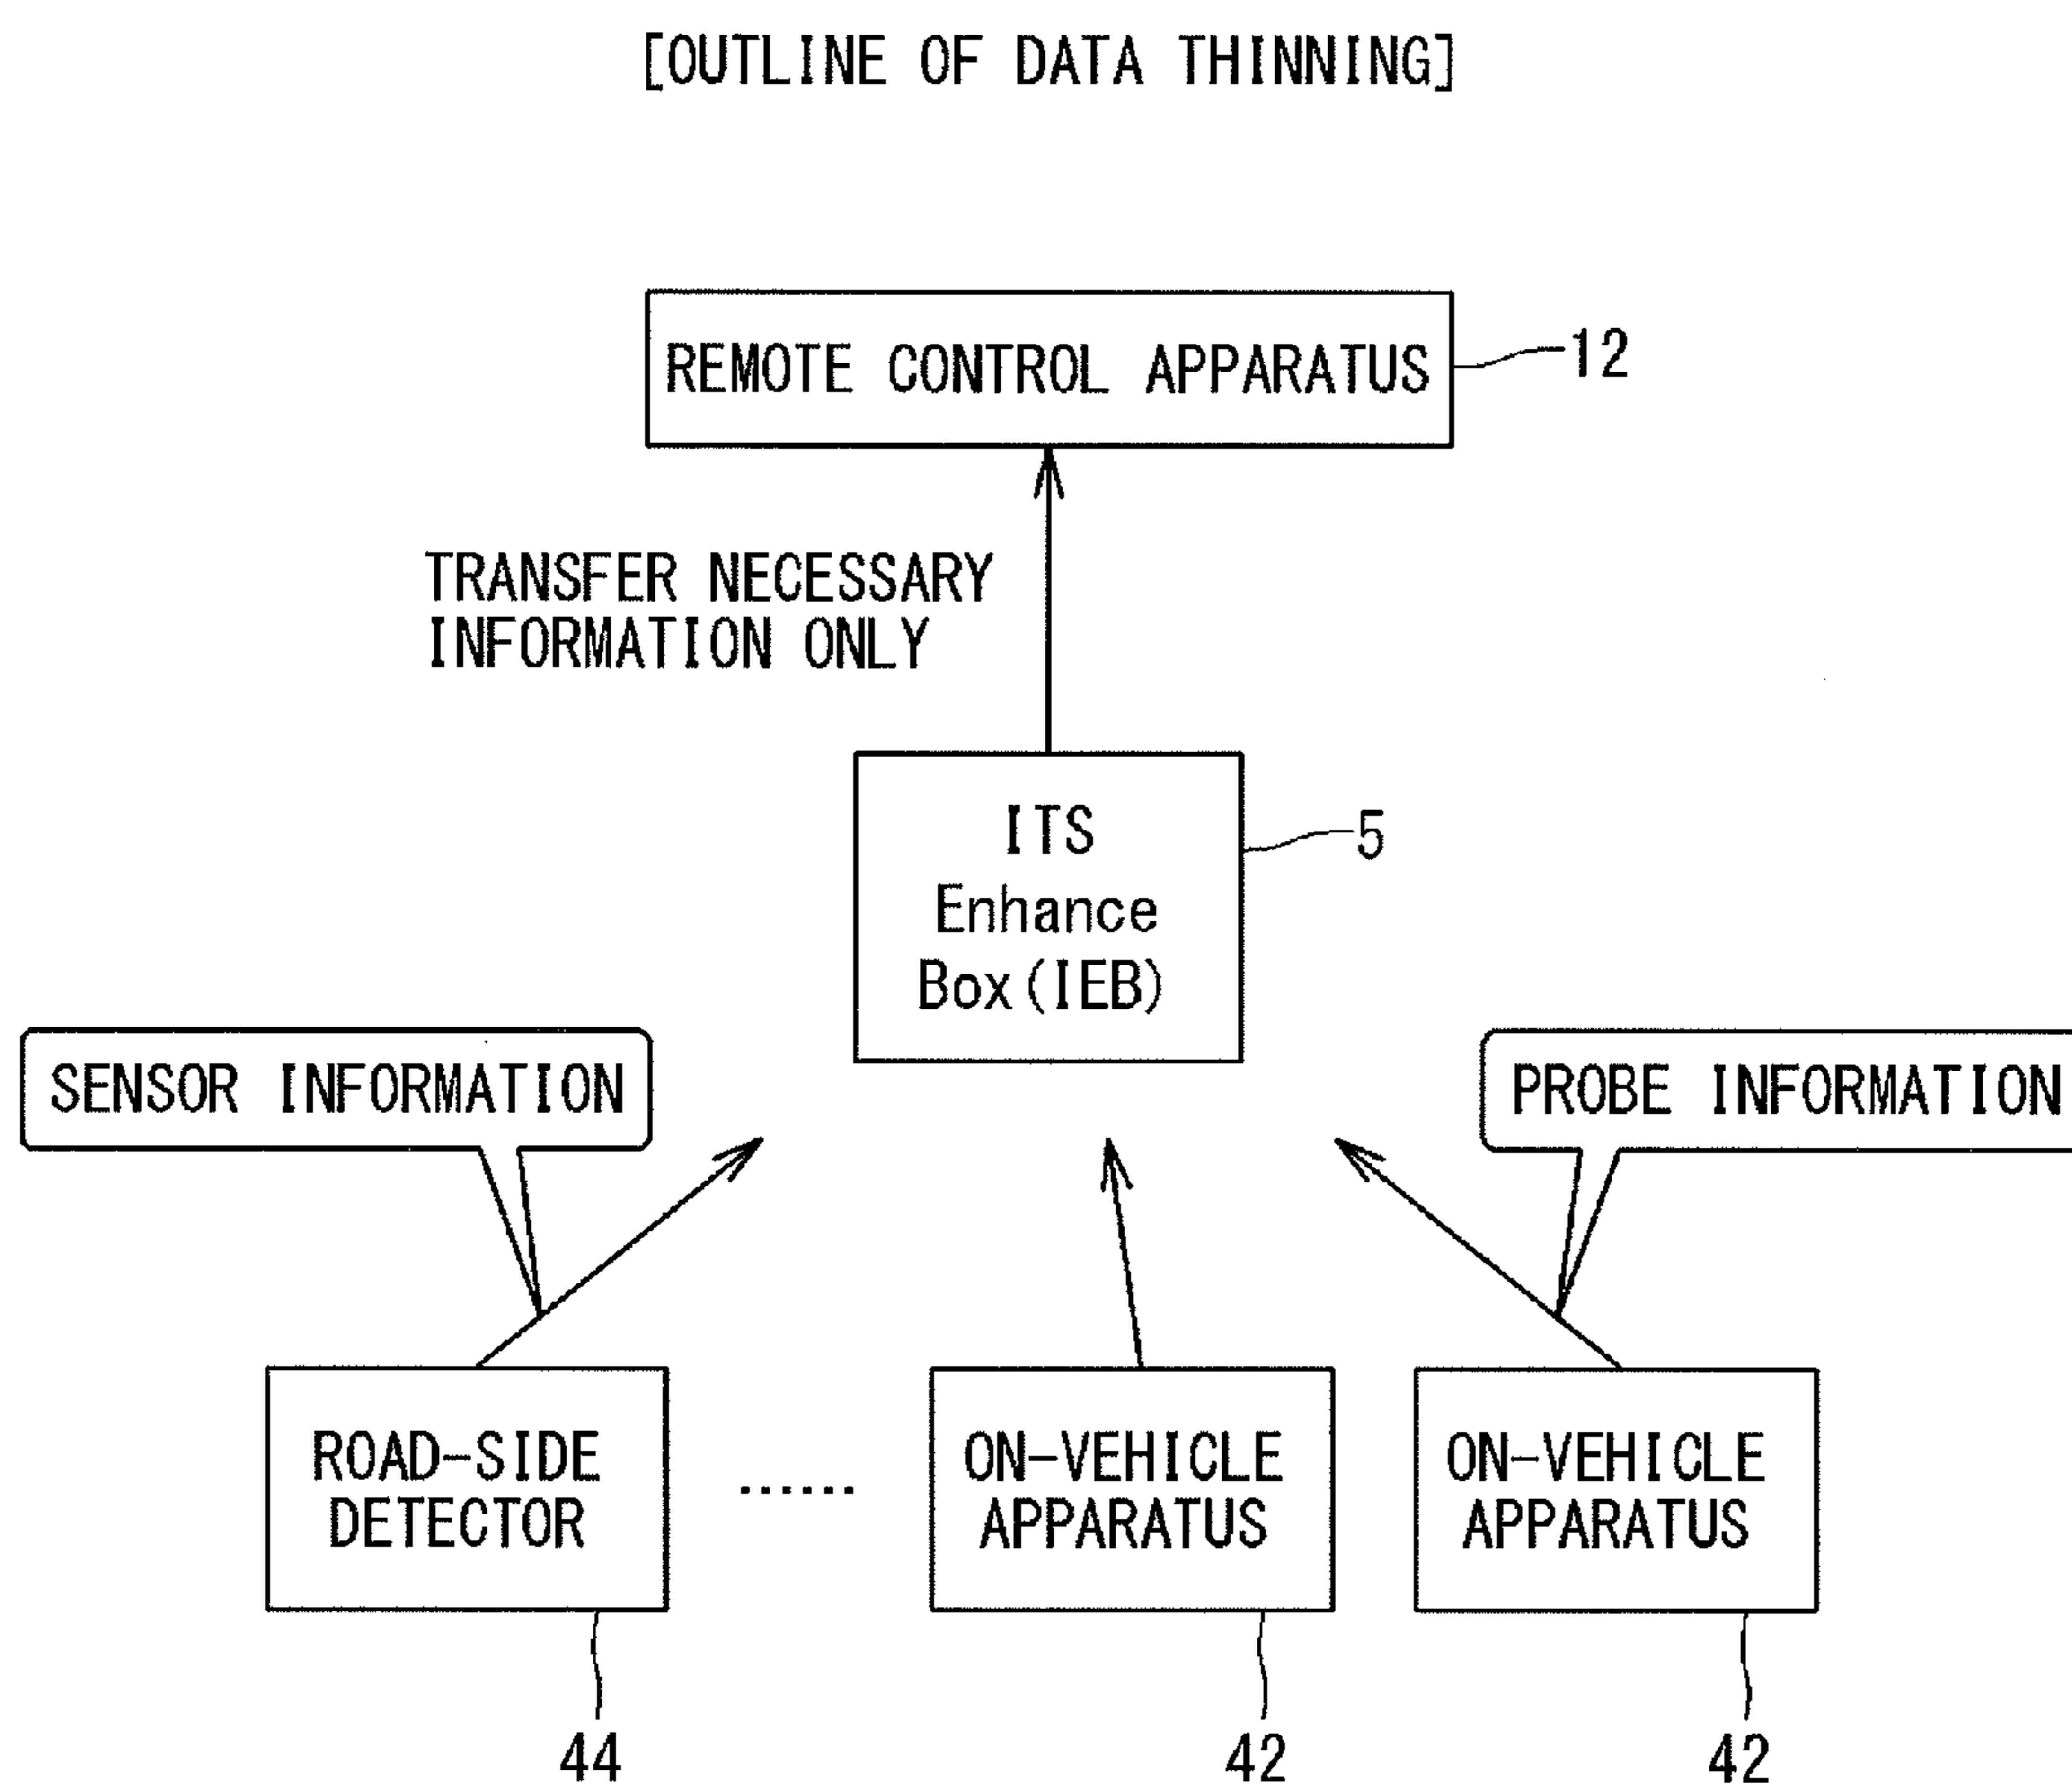 [OUTLINE OF DATA THINNING]
REMOTE CONTROL APPARATUS
12
TRANSFER NECESSARY
INFORMATION ONLY
ITS
Enhance
Box(IEB)
5
SENSOR INFORMATION
PROBE INFORMATION
ROAD-SIDE
DETECTOR
......
ON-VEHICLE
APPARATUS
ON-VEHICLE
APPARATUS
44
42
42